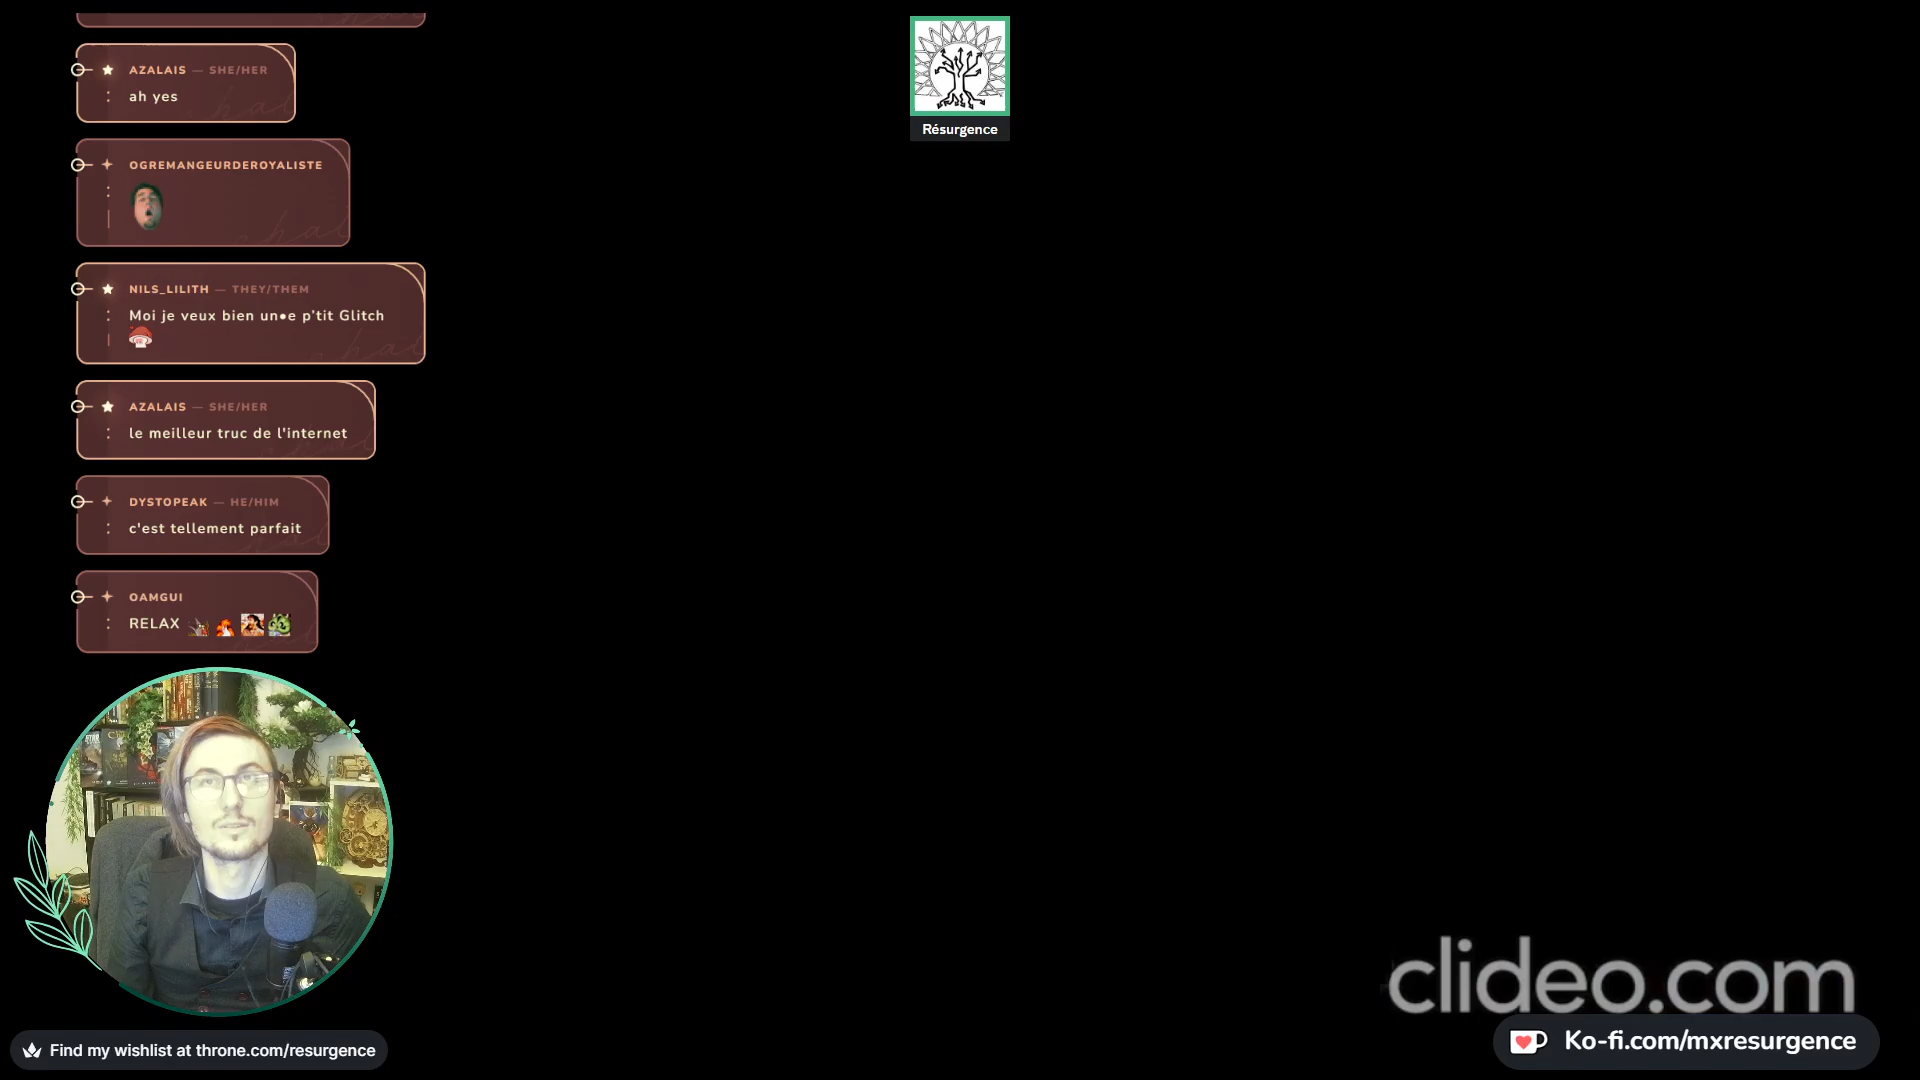 AZALAIS — SHE/HER
ah yes
OGREMANGEURDEROYALISTE
:
NILS_LILITH — THEY/THEM
: Moi je veux bien un●e p'tit Glitch
AZALAIS — SHE/HER
: le meilleur truc de l'internet
DYSTOPEAK — HE/HIM
: c'est tellement parfait
OAMGUI
: RELAX
Résurgence
clideo.com
Find my wishlist at throne.com/resurgence
Ko-fi.com/mxresurgence